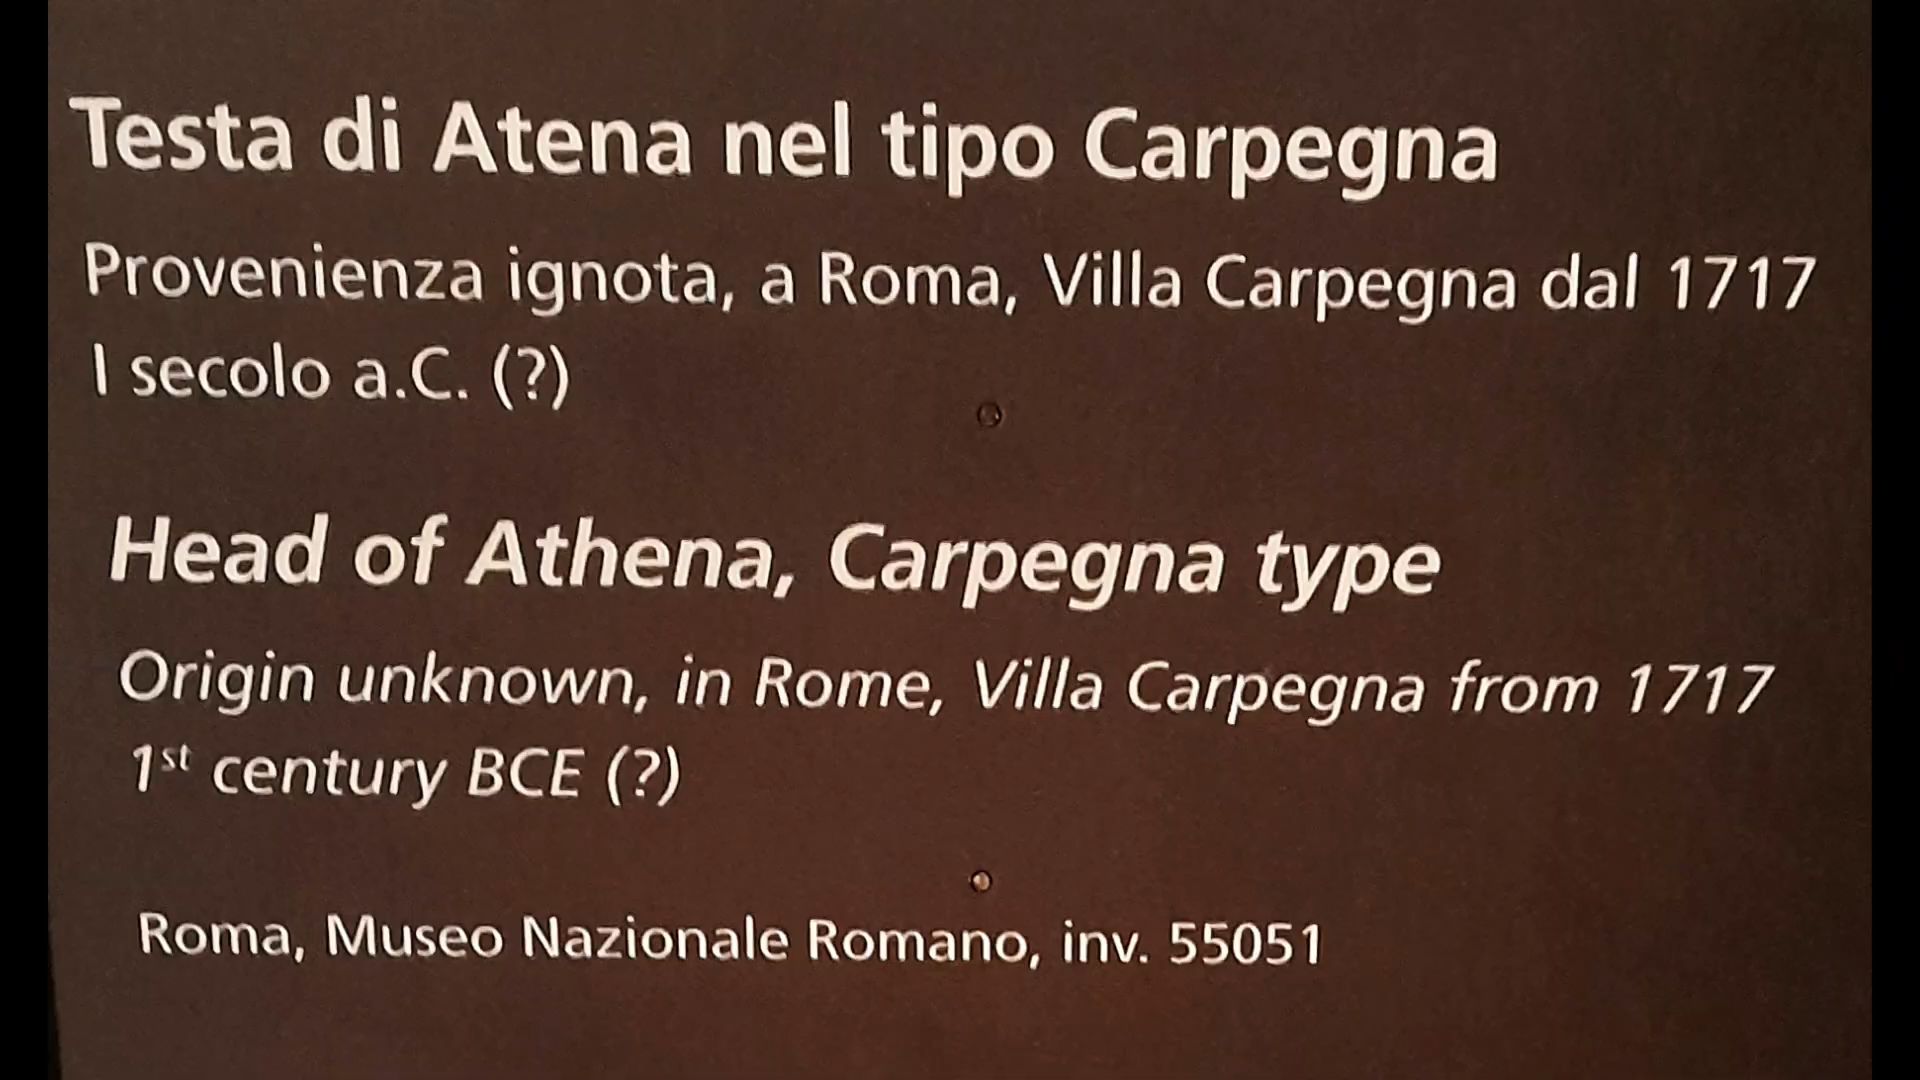 Testa di Atena nel tipo Carpegna
Provenienza ignota, a Roma, Villa Carpegna dal 1717
I secolo a.C. (?)
Head of Athena, Carpegna type
Origin unknown, in Rome, Villa Carpegna from 1717
1st century BCE (?)
Roma, Museo Nazionale Romano, inv. 55051